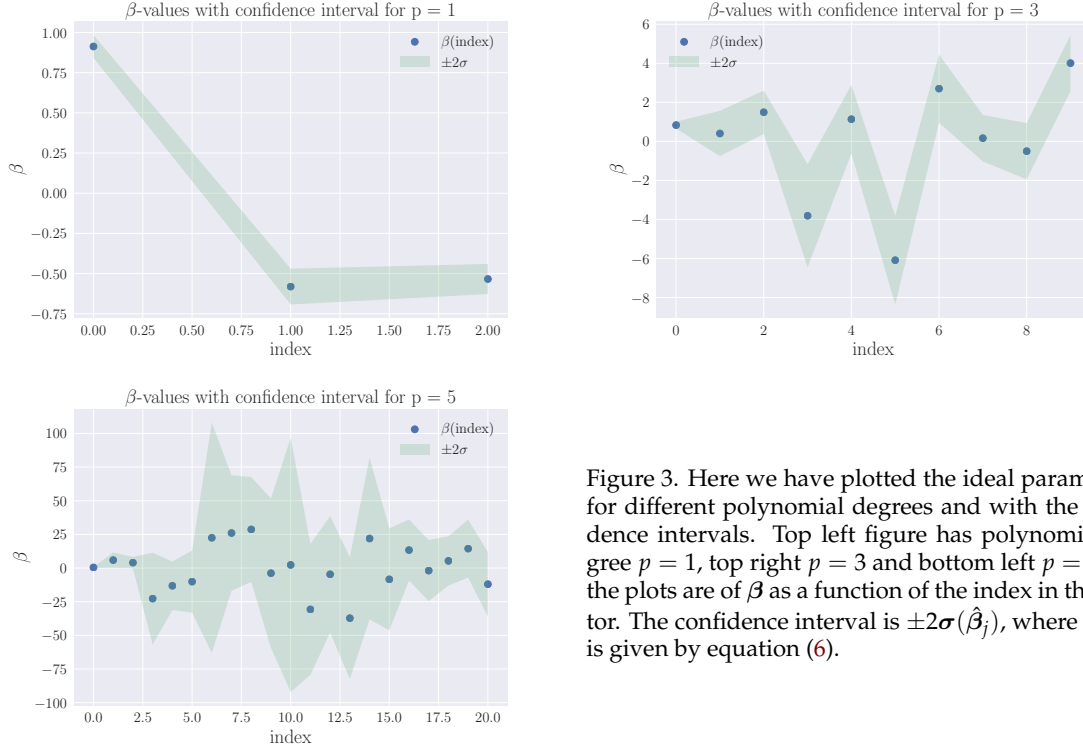 β-values with confidence interval for p = 1
1.00
0.75
0.50
0.25
0.00
−0.25
−0.50
−0.75
β
β(index)
±2σ
0.00 0.25 0.50 0.75 1.00 1.25 1.50 1.75 2.00
index
β-values with confidence interval for p = 3
6
4
2
0
−2
−4
−6
−8
β
β(index)
±2σ
0 2 4 6 8
index
β-values with confidence interval for p = 5
100
75
50
25
0
−25
−50
−75
−100
β
β(index)
±2σ
0.0 2.5 5.0 7.5 10.0 12.5 15.0 17.5 20.0
index
Figure 3. Here we have plotted the ideal param
for different polynomial degrees and with the
dence intervals. Top left figure has polynomi
gree p = 1, top right p = 3 and bottom left p =
the plots are of β as a function of the index in th
tor. The confidence interval is ±2σ(β̂ⱼ), where
is given by equation (6).